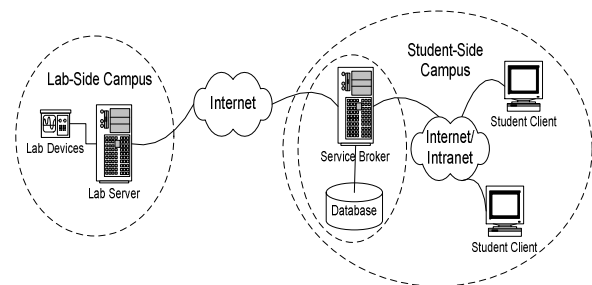 Lab-Side Campus
Lab Devices
Lab Server
Internet
Student-Side
Campus
Service Broker
Database
Internet/
Intranet
Student Client
Student Client